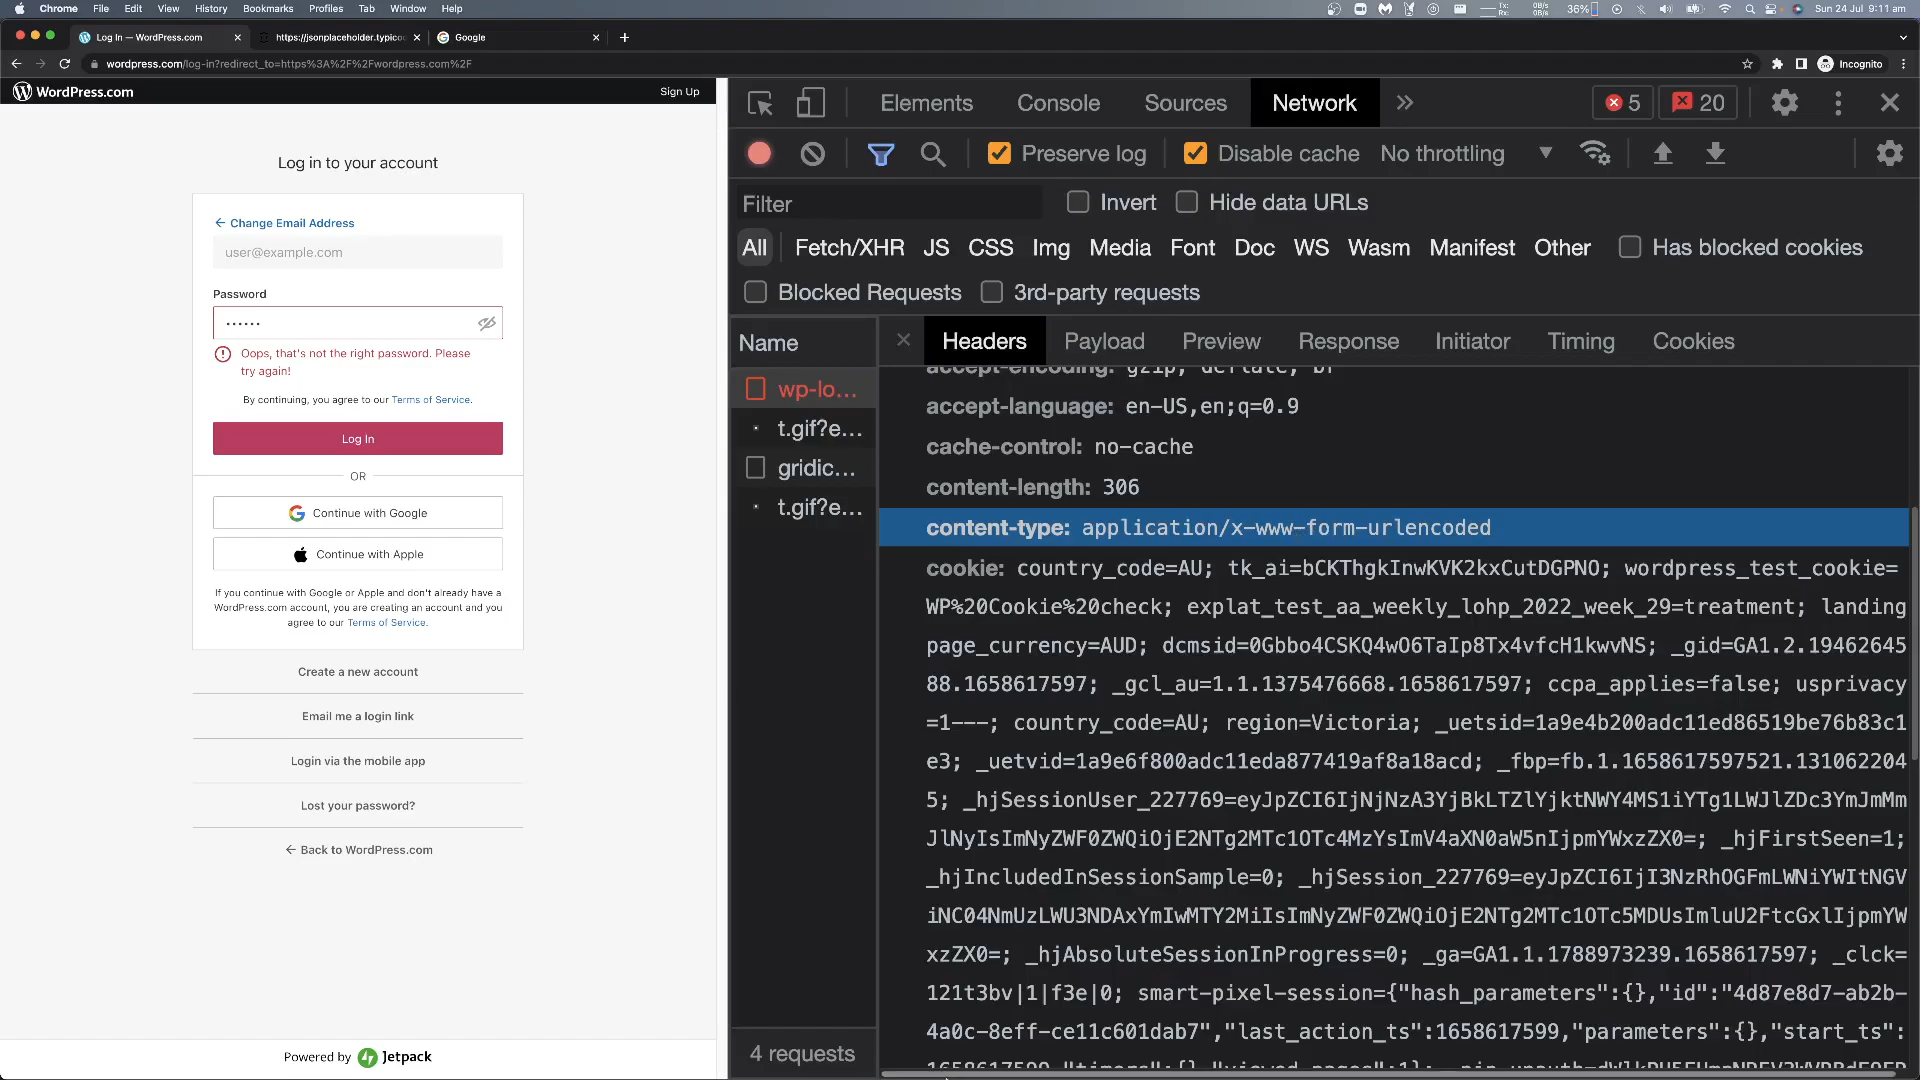 Chrome File Edit View History Bookmarks Profiles Tab Window Help
36% Sun 24 Jul 9:11 am
Log In — WordPress.com
https://jsonplaceholder.typico
Google
wordpress.com/log-in?redirect_to=https%3A%2F%2Fwordpress.com%2F
Incognito
WordPress.com
Sign Up
Log in to your account
← Change Email Address
user@example.com
Password
••••••
Oops, that's not the right password. Please
try again!
By continuing, you agree to our Terms of Service.
Log In
OR
Continue with Google
Continue with Apple
If you continue with Google or Apple and don't already have a
WordPress.com account, you are creating an account and you
agree to our Terms of Service.
Create a new account
Email me a login link
Login via the mobile app
Lost your password?
← Back to WordPress.com
Powered by Jetpack
Elements Console Sources Network
5 20
Preserve log Disable cache No throttling
Filter Invert Hide data URLs
All Fetch/XHR JS CSS Img Media Font Doc WS Wasm Manifest Other Has blocked cookies
Blocked Requests 3rd-party requests
Name
wp-lo...
t.gif?e...
gridic...
t.gif?e...
4 requests
Headers Payload Preview Response Initiator Timing Cookies
accept-encoding: gzip, deflate, br
accept-language: en-US,en;q=0.9
cache-control: no-cache
content-length: 306
content-type: application/x-www-form-urlencoded
cookie: country_code=AU; tk_ai=bCKThgkInwKVK2kxCutDGPNO; wordpress_test_cookie=
WP%20Cookie%20check; explat_test_aa_weekly_lohp_2022_week_29=treatment; landing
page_currency=AUD; dcmsid=0Gbbo4CSKQ4wO6TaIp8Tx4vfcH1kwvNS; _gid=GA1.2.19462645
88.1658617597; _gcl_au=1.1.1375476668.1658617597; ccpa_applies=false; usprivacy
=1---; country_code=AU; region=Victoria; _uetsid=1a9e4b200adc11ed86519be76b83c1
e3; _uetvid=1a9e6f800adc11eda877419af8a18acd; _fbp=fb.1.1658617597521.131062204
5; _hjSessionUser_227769=eyJpZCI6IjNjNzA3YjBkLTZlYjktNWY4MS1iYTg1LWJlZDc3YmJmMm
JlNyIsImNyZWF0ZWQiOjE2NTg2MTc1OTc4MzYsImV4aXN0aW5nIjpmYWxzZX0=; _hjFirstSeen=1;
_hjIncludedInSessionSample=0; _hjSession_227769=eyJpZCI6IjI3NzRhOGFmLWNiYWItNGV
iNC04NmUzLWU3NDAxYmIwMTY2MiIsImNyZWF0ZWQiOjE2NTg2MTc1OTc5MDUsImluU2FtcGxlIjpmYW
xzZX0=; _hjAbsoluteSessionInProgress=0; _ga=GA1.1.1788973239.1658617597; _clck=
121t3bv|1|f3e|0; smart-pixel-session={"hash_parameters":{},"id":"4d87e8d7-ab2b-
4a0c-8eff-ce11c601dab7","last_action_ts":1658617599,"parameters":{},"start_ts":